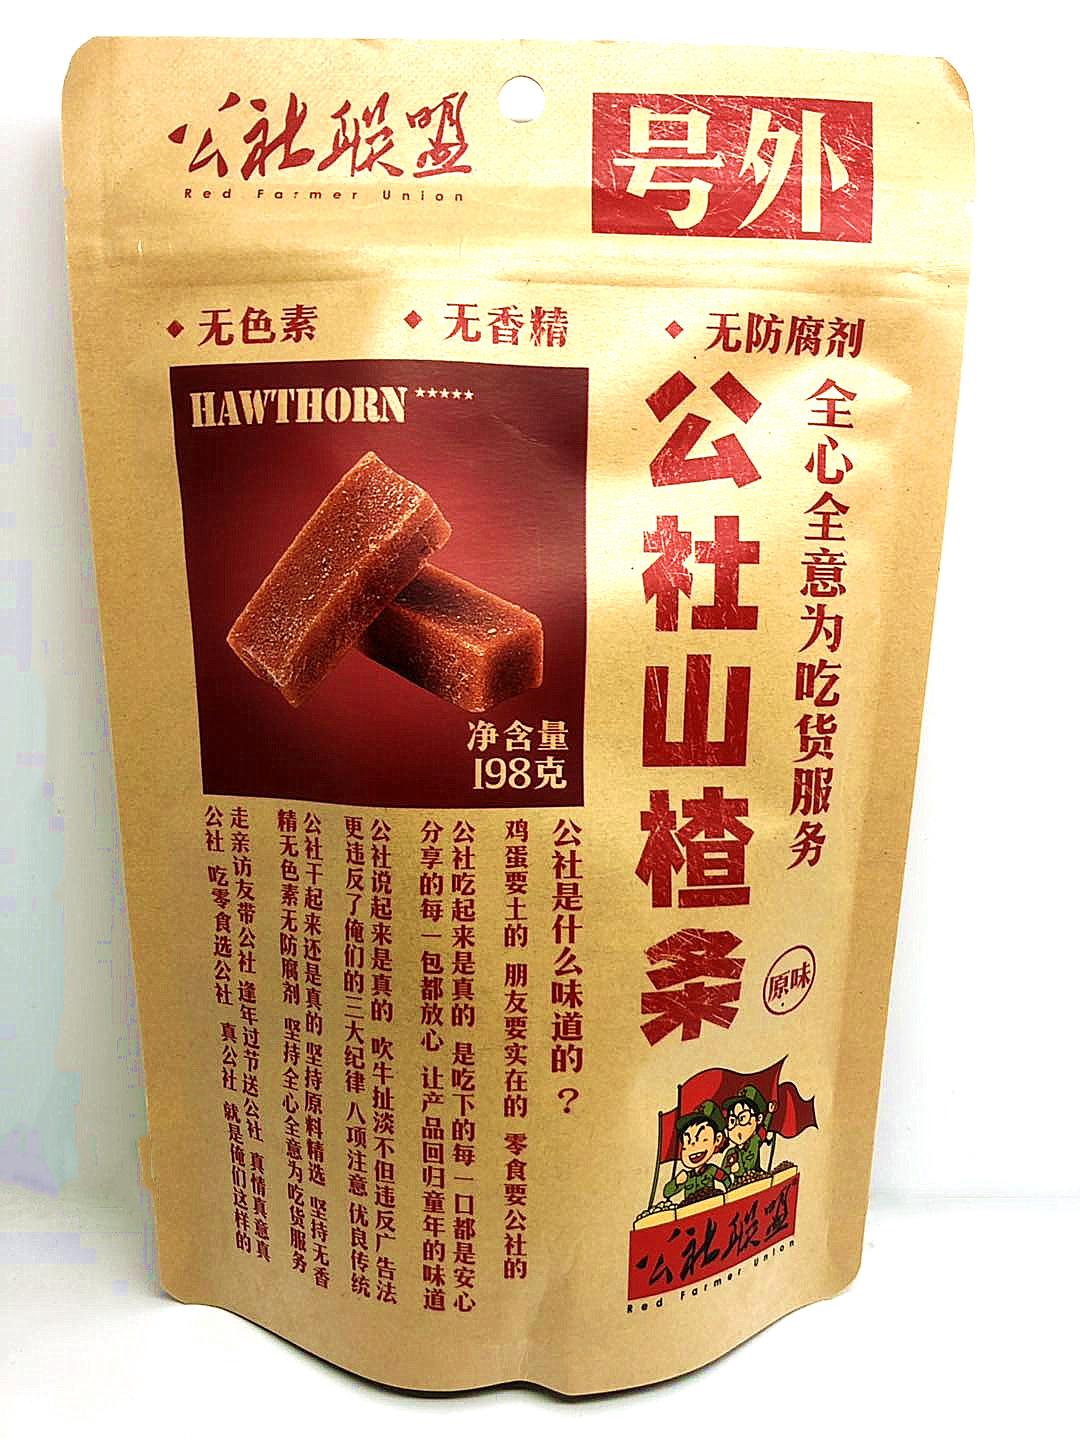 公社联盟
Red Farmer Union
号外
无色素
无香精
无防腐剂
HAWTHORN
净含量
198克
全心全意为吃货服务
公社山楂条
原味
公社是什么味道的？
鸡蛋要土的 朋友要实在的 零食要公社的
公社吃起来是真的 是吃下的每一口都是安心
分享的每一包都放心 让产品回归童年的味道
公社说起来是真的 吹牛扯淡不但违反广告法
更违反了俺们的三大纪律 八项注意 优良传统
公社干起来还是真的 坚持原料精选 坚持无香
精无色素无防腐剂 坚持全心全意为吃货服务
走亲访友带公社 逢年过节送公社 真情真意真
公社 吃零食选公社 真公社 就是俺们这样的
公社联盟
Red Farmer Union